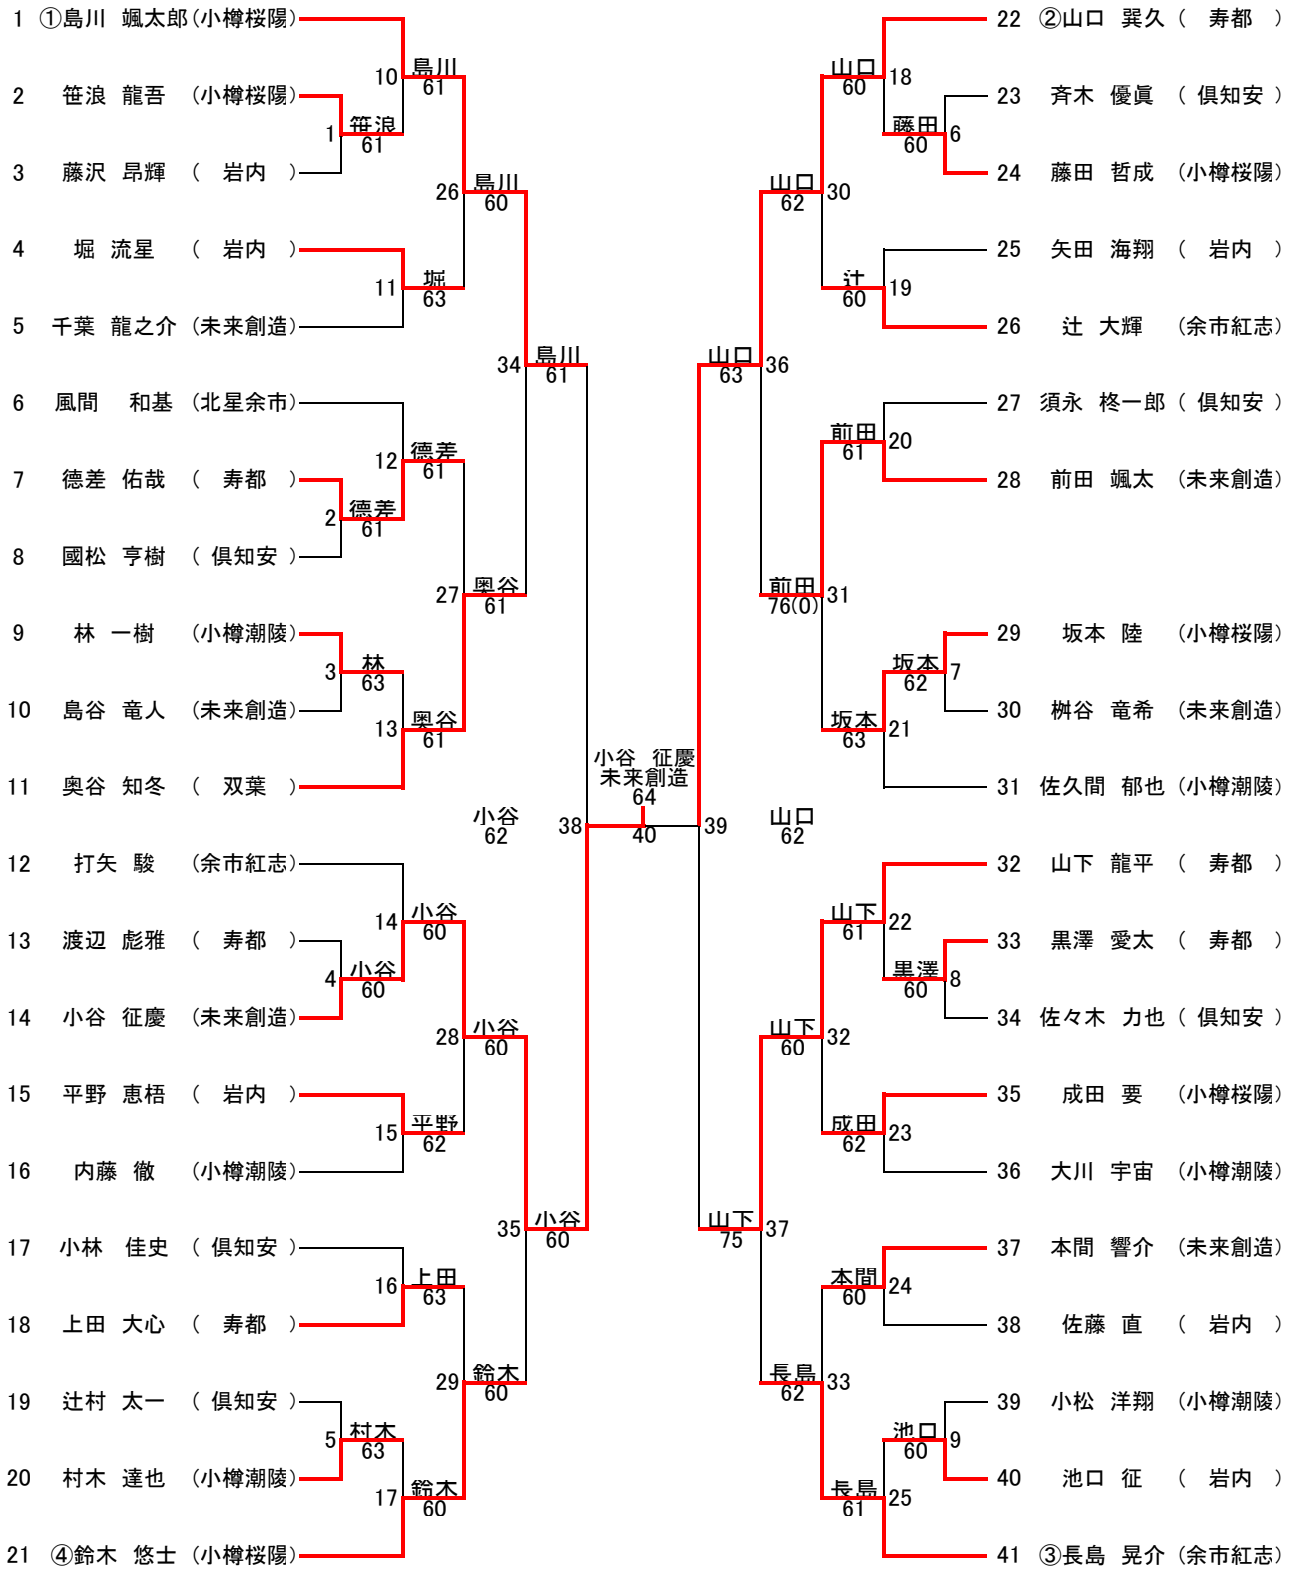 1 ①島川 颯太郎 (小樽桜陽)
10 島川 61
2 笹浪 龍吾 (小樽桜陽)
1 笹浪 61
3 藤沢 昂輝 ( 岩内 )
26 島川 60
4 堀 流星 ( 岩内 )
11 堀 63
5 千葉 龍之介 (未来創造)
34 島川 61
6 風間 和基 (北星余市)
12 德差 61
7 德差 佑哉 ( 寿都 )
2 德差 61
8 國松 亨樹 ( 倶知安 )
27 奥谷 61
9 林 一樹 (小樽潮陵)
3 林 63
10 島谷 竜人 (未来創造)
13 奥谷 61
11 奥谷 知冬 ( 双葉 )
小谷 62 38
12 打矢 駿 (余市紅志)
14 小谷 60
13 渡辺 彪雅 ( 寿都 )
4 小谷 60
14 小谷 征慶 (未来創造)
28 小谷 60
15 平野 恵梧 ( 岩内 )
15 平野 62
16 内藤 徹 (小樽潮陵)
35 小谷 60
17 小林 佳史 ( 倶知安 )
16 上田 63
18 上田 大心 ( 寿都 )
29 鈴木 60
19 辻村 太一 ( 倶知安 )
5 村木 63
20 村木 達也 (小樽潮陵)
17 鈴木 60
21 ④鈴木 悠士 (小樽桜陽)
小谷 征慶
未来創造
64
40
22 ②山口 巽久 ( 寿都 )
山口 60 18
23 斉木 優眞 ( 倶知安 )
藤田 60 6
24 藤田 哲成 (小樽桜陽)
山口 62 30
25 矢田 海翔 ( 岩内 )
辻 60 19
26 辻 大輝 (余市紅志)
山口 63 36
27 須永 柊一郎 ( 倶知安 )
前田 61 20
28 前田 颯太 (未来創造)
前田 76(0) 31
29 坂本 陸 (小樽桜陽)
坂本 62 7
30 桝谷 竜希 (未来創造)
坂本 63 21
31 佐久間 郁也 (小樽潮陵)
39 山口 62
32 山下 龍平 ( 寿都 )
山下 61 22
33 黒澤 愛太 ( 寿都 )
黒澤 60 8
34 佐々木 力也 ( 倶知安 )
山下 60 32
35 成田 要 (小樽桜陽)
成田 62 23
36 大川 宇宙 (小樽潮陵)
山下 75 37
37 本間 響介 (未来創造)
本間 60 24
38 佐藤 直 ( 岩内 )
長島 62 33
39 小松 洋翔 (小樽潮陵)
池口 60 9
40 池口 征 ( 岩内 )
長島 61 25
41 ③長島 晃介 (余市紅志)